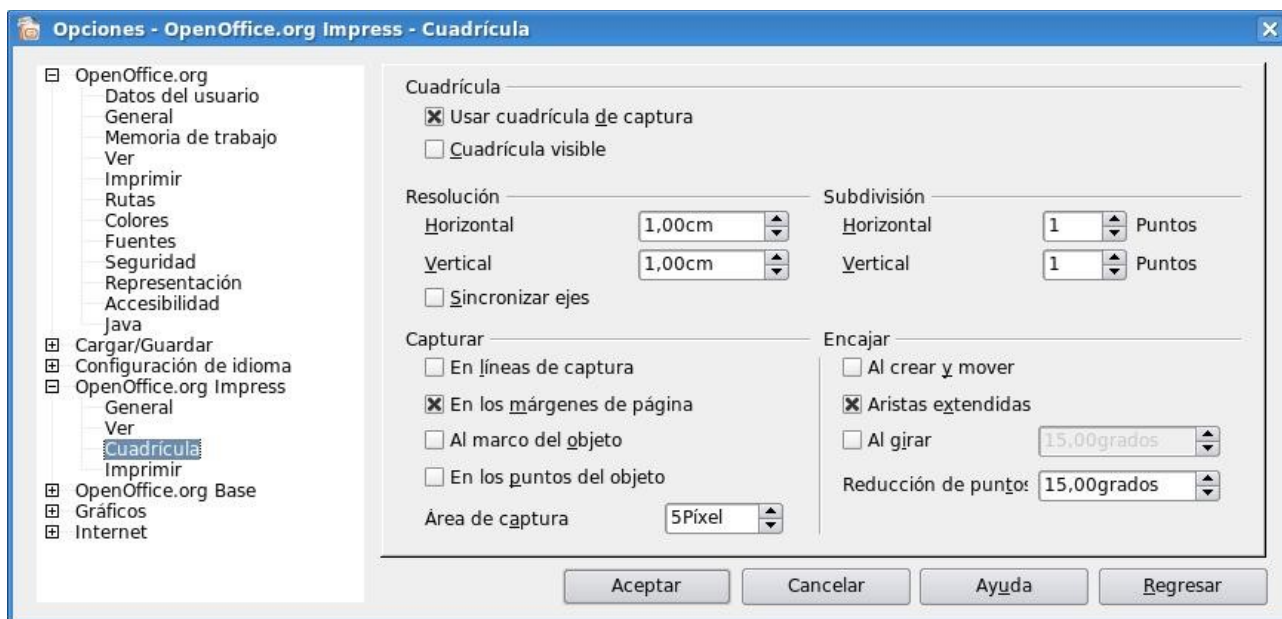 Opciones - OpenOffice.org Impress - Cuadrícula
OpenOffice.org
Datos del usuario
General
Memoria de trabajo
Ver
Imprimir
Rutas
Colores
Fuentes
Seguridad
Representación
Accesibilidad
Java
Cargar/Guardar
Configuración de idioma
OpenOffice.org Impress
General
Ver
Cuadrícula
Imprimir
OpenOffice.org Base
Gráficos
Internet
Cuadrícula
Usar cuadrícula de captura
Cuadrícula visible
Resolución
Horizontal 1,00cm
Vertical 1,00cm
Sincronizar ejes
Subdivisión
Horizontal 1 Puntos
Vertical 1 Puntos
Capturar
En líneas de captura
En los márgenes de página
Al marco del objeto
En los puntos del objeto
Área de captura 5Píxel
Encajar
Al crear y mover
Aristas extendidas
Al girar 15,00grados
Reducción de puntos 15,00grados
Aceptar Cancelar Ayuda Regresar